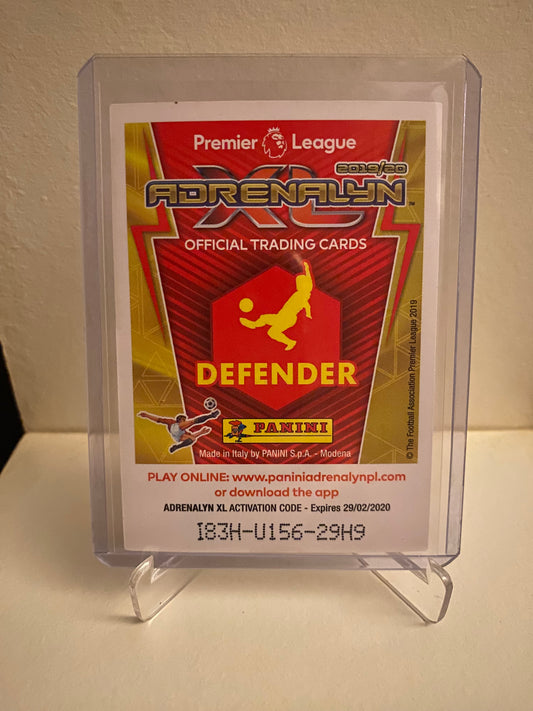 Premier League
2019/20
ADRENALYN XL™
OFFICIAL TRADING CARDS
DEFENDER
PANINI
Made in Italy by PANINI S.p.A. - Modena
© The Football Association Premier League 2019
PLAY ONLINE: www.paniniadrenalynpl.com
or download the app
ADRENALYN XL ACTIVATION CODE - Expires 29/02/2020
I83H-U156-29H9